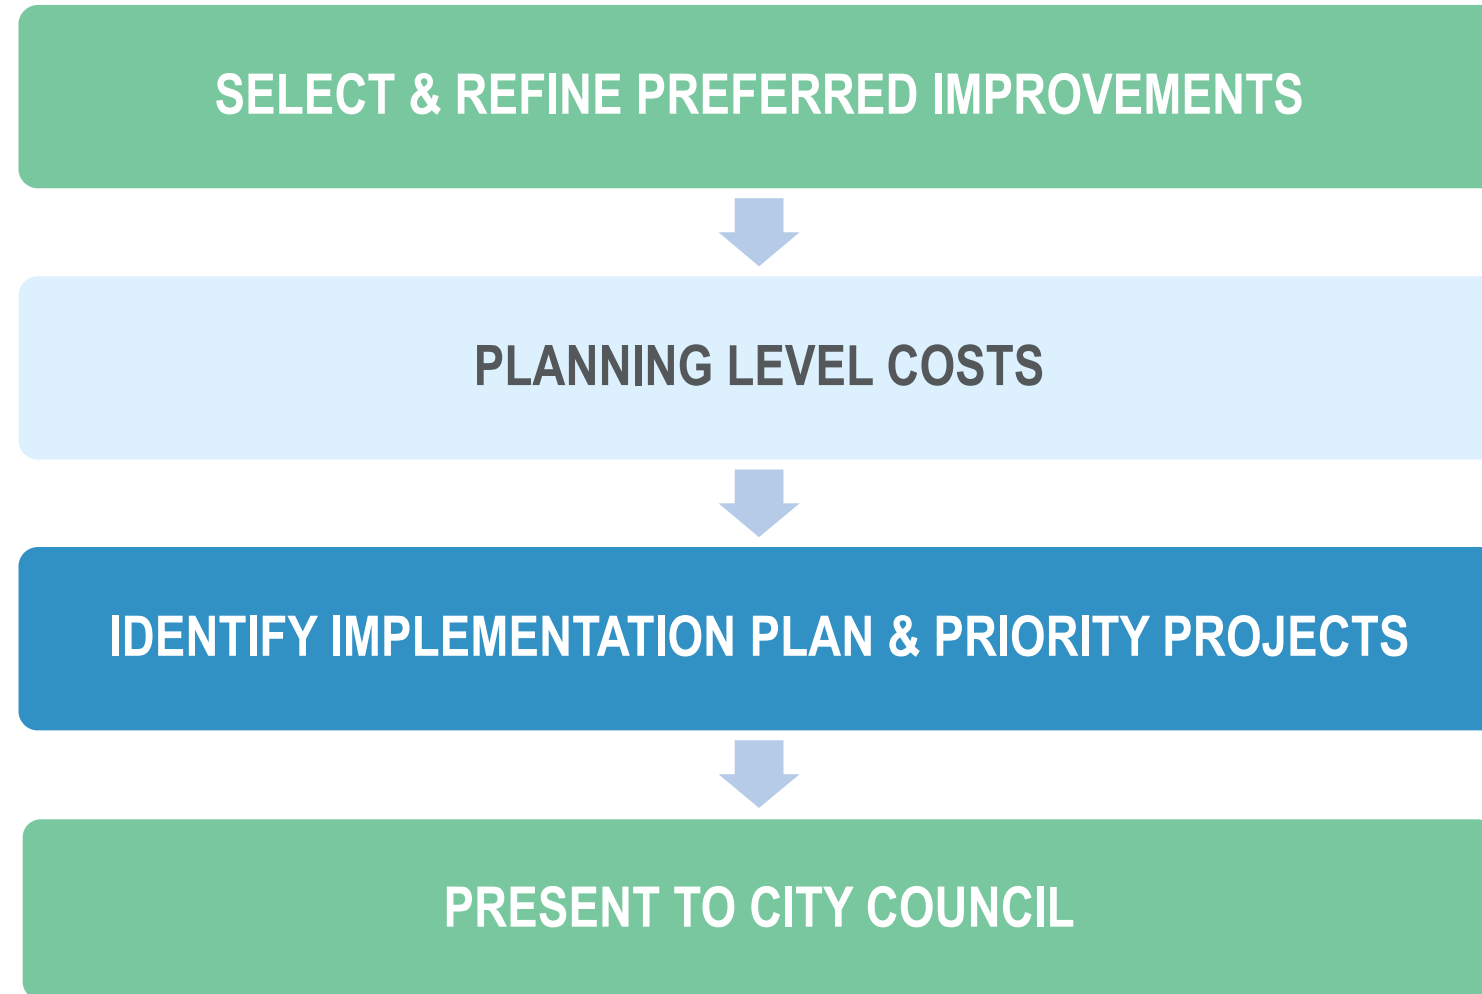 SELECT & REFINE PREFERRED IMPROVEMENTS
PLANNING LEVEL COSTS
IDENTIFY IMPLEMENTATION PLAN & PRIORITY PROJECTS
PRESENT TO CITY COUNCIL